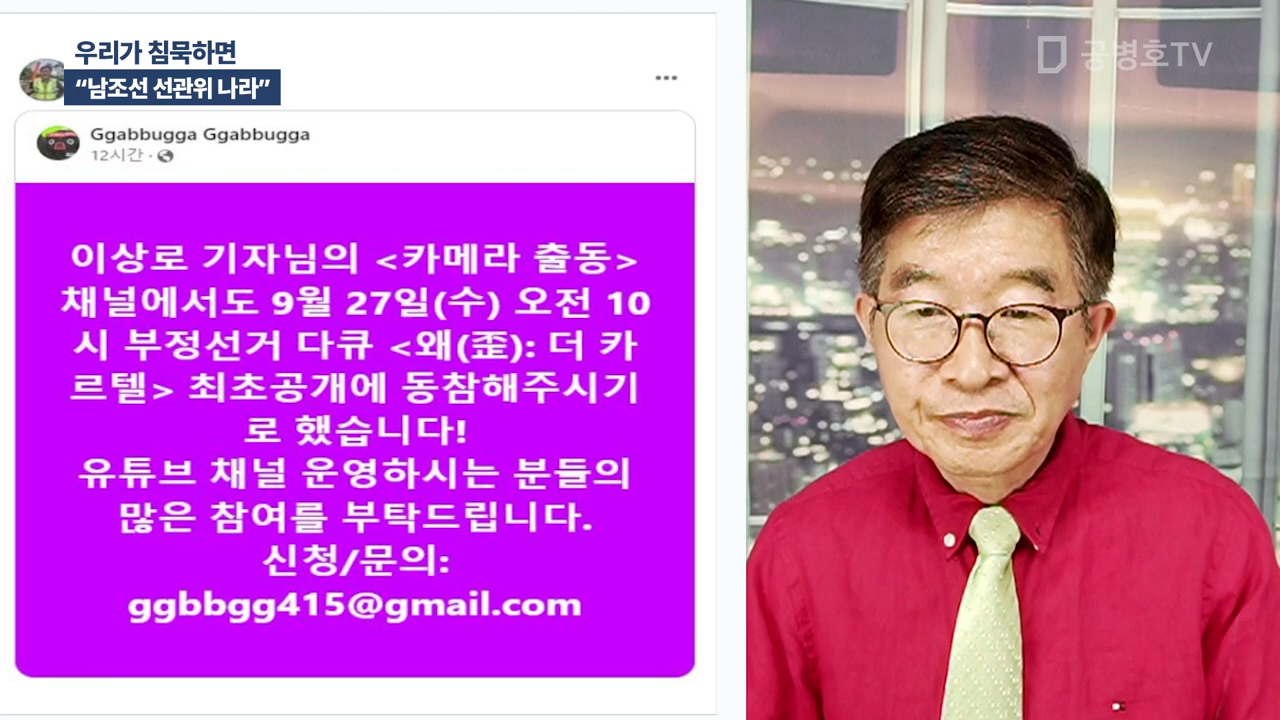 우리가 침묵하면
“남조선 선관위 나라”
공병호TV
Ggabbugga Ggabbugga
12시간 ·
이상로 기자님의 <카메라 출동>
채널에서도 9월 27일(수) 오전 10
시 부정선거 다큐 <왜(歪): 더 카
르텔> 최초공개에 동참해주시기
로 했습니다!
유튜브 채널 운영하시는 분들의
많은 참여를 부탁드립니다.
신청/문의:
ggbbgg415@gmail.com